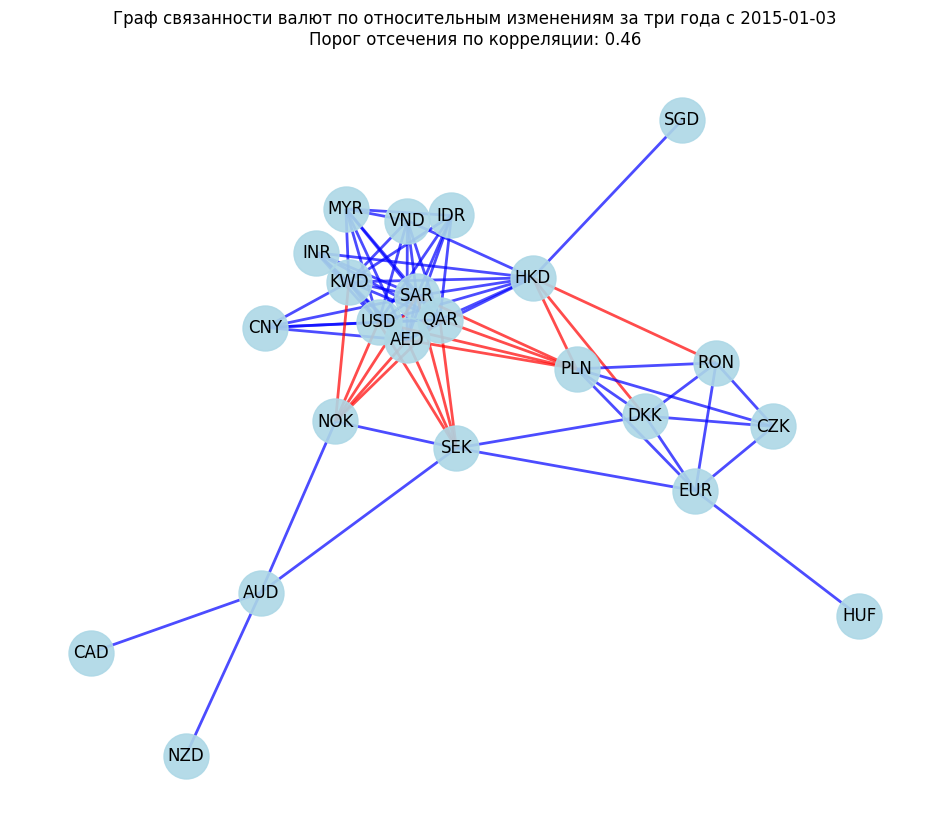 Граф связанности валют по относительным изменениям за три года с 2015-01-03
Порог отсечения по корреляции: 0.46
SGD
MYR
VND
IDR
INR
KWD
HKD
SAR
CNY
USD
QAR
AED
PLN
RON
NOK
DKK
CZK
SEK
EUR
AUD
HUF
CAD
NZD